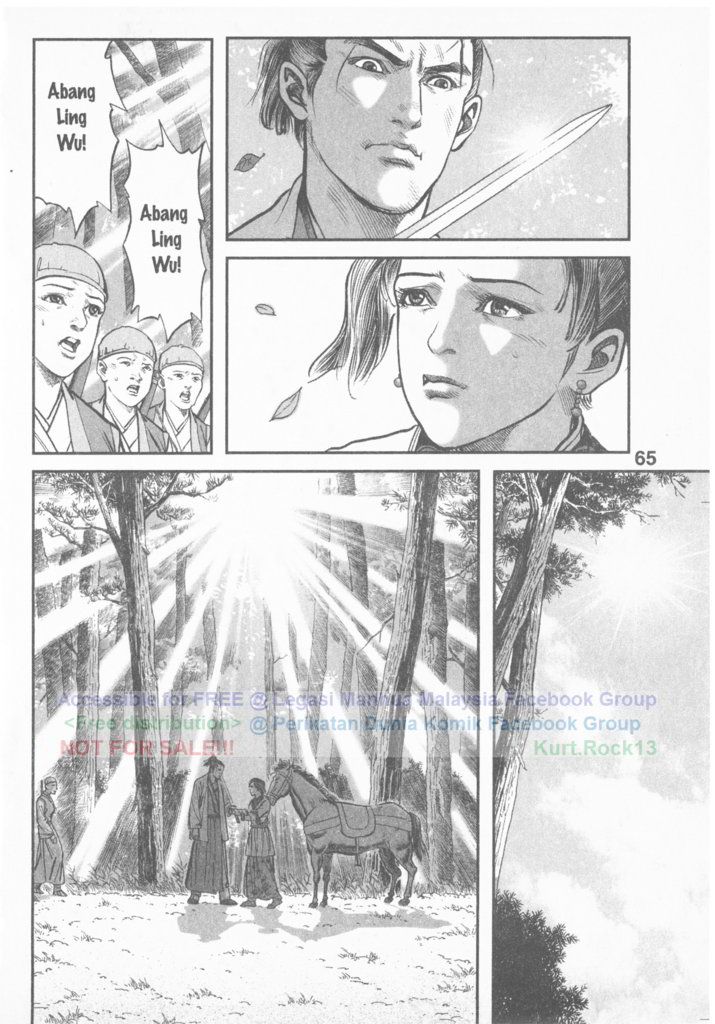 Abang
Ling
Wu!
Abang
Ling
Wu!
65
Accessible for FREE @ Legasi Manhua Malaysia Facebook Group
<Free distribution> @ Perikatan Dunia Komik Facebook Group
NOT FOR SALE!!!
Kurt.Rock13